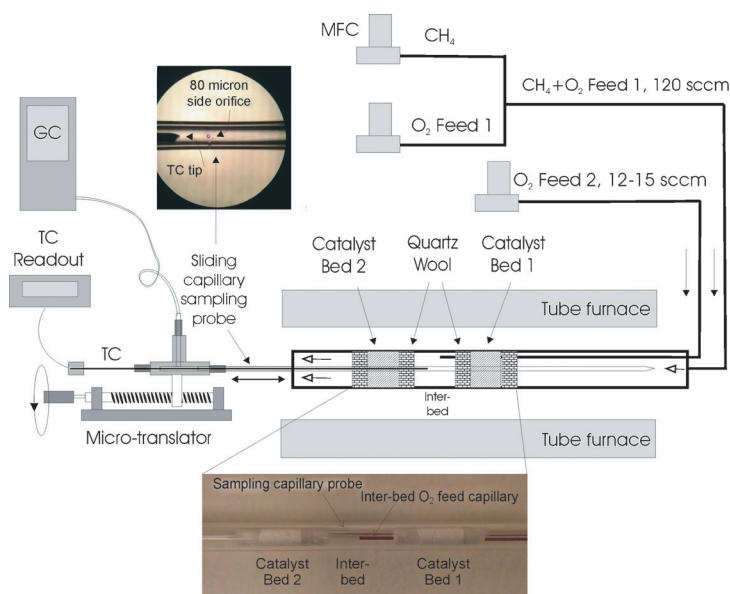 MFC
CH₄
80 micron
side orifice
CH₄+O₂ Feed 1, 120 sccm
GC
O₂ Feed 1
TC tip
O₂ Feed 2, 12-15 sccm
TC
Readout
Sliding
capillary
sampling
probe
Catalyst
Bed 2
Quartz
Wool
Catalyst
Bed 1
Tube furnace
TC
Inter-
bed
Micro-translator
Tube furnace
Sampling capillary probe
Inter-bed O₂ feed capillary
Catalyst
Bed 2
Inter-
bed
Catalyst
Bed 1